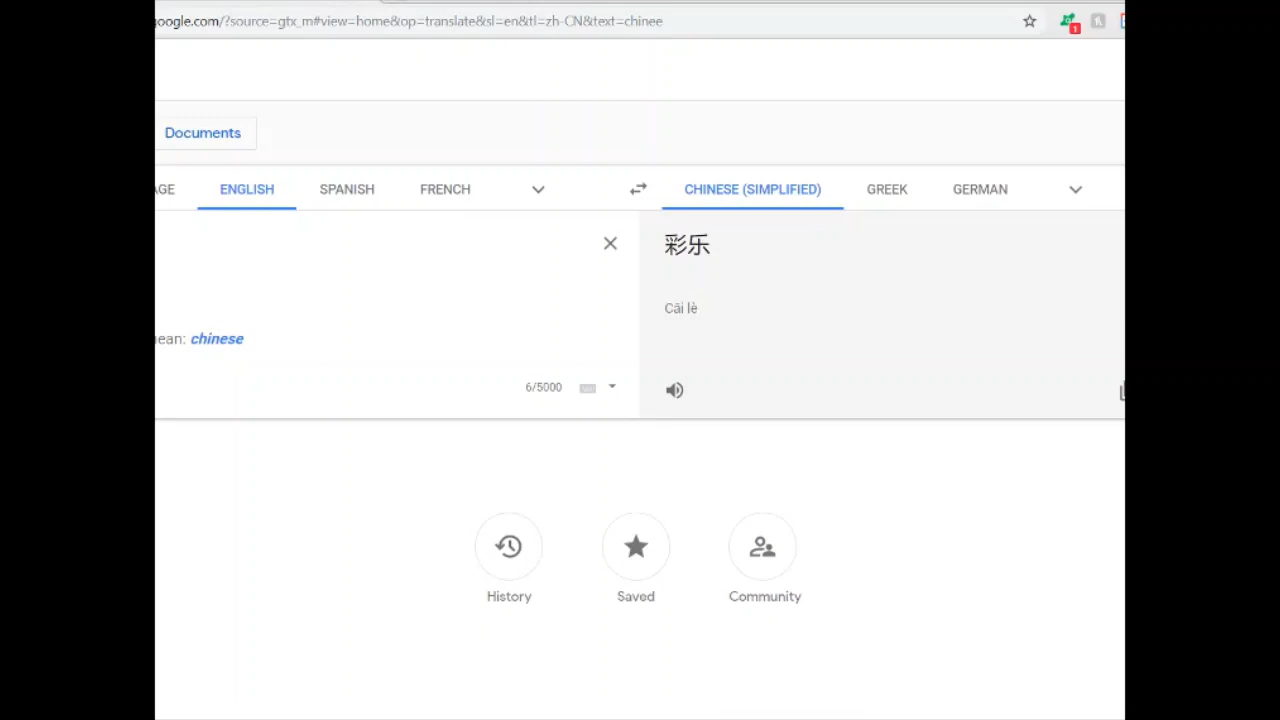 oogle.com/?source=gtx_m#view=home&op=translate&sl=en&tl=zh-CN&text=chinee
1
Documents
AGE ENGLISH SPANISH FRENCH CHINESE (SIMPLIFIED) GREEK GERMAN
彩乐
Cǎi lè
ean: chinese
6/5000
History Saved Community